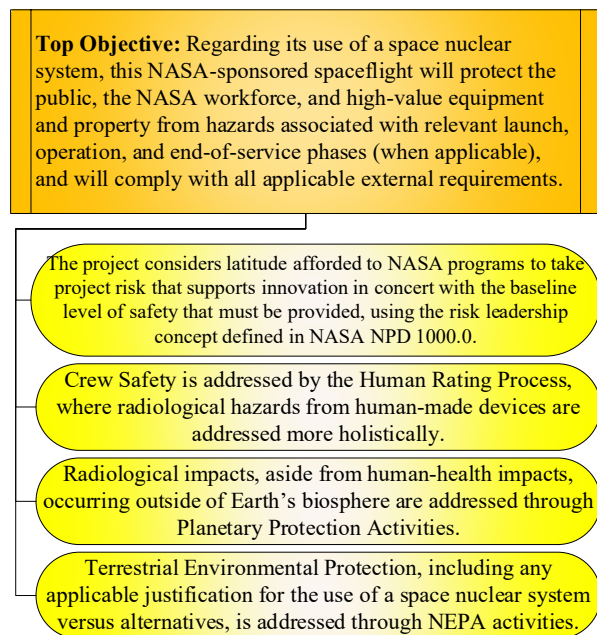 Top Objective: Regarding its use of a space nuclear
system, this NASA-sponsored spaceflight will protect the
public, the NASA workforce, and high-value equipment
and property from hazards associated with relevant launch,
operation, and end-of-service phases (when applicable),
and will comply with all applicable external requirements.
The project considers latitude afforded to NASA programs to take
project risk that supports innovation in concert with the baseline
level of safety that must be provided, using the risk leadership
concept defined in NASA NPD 1000.0.
Crew Safety is addressed by the Human Rating Process,
where radiological hazards from human-made devices are
addressed more holistically.
Radiological impacts, aside from human-health impacts,
occurring outside of Earth’s biosphere are addressed through
Planetary Protection Activities.
Terrestrial Environmental Protection, including any
applicable justification for the use of a space nuclear system
versus alternatives, is addressed through NEPA activities.